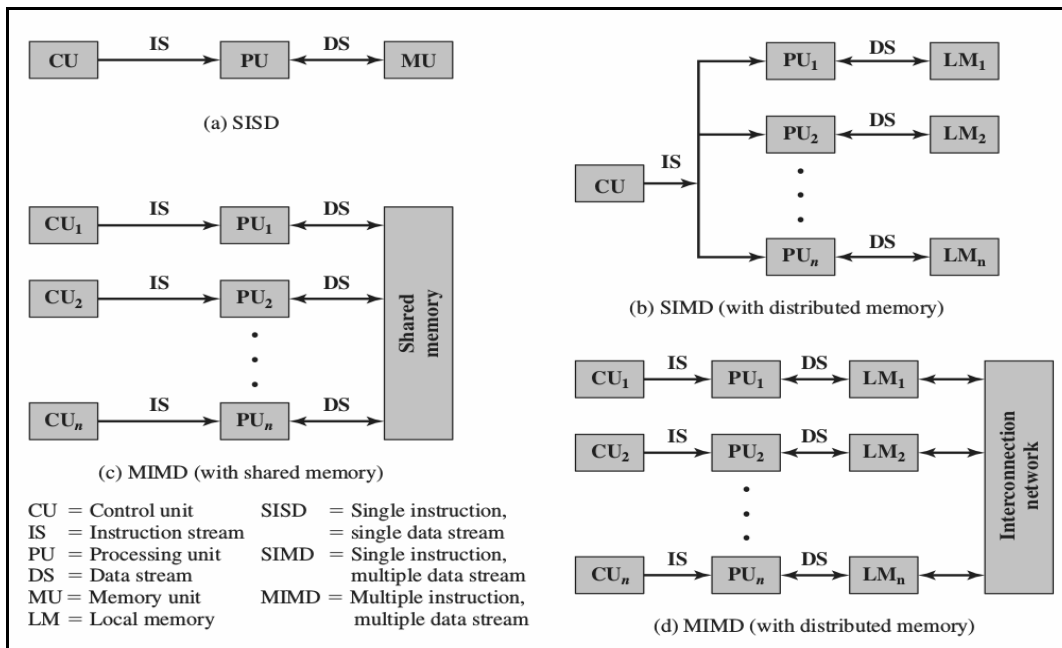 IS DS
CU PU MU
(a) SISD
DS
PU1 LM1
DS
PU2 LM2
IS
CU
DS
PUn LMn
(b) SIMD (with distributed memory)
IS DS
CU1 PU1
IS DS
CU2 PU2
Shared
memory
IS DS
CUn PUn
(c) MIMD (with shared memory)
IS DS
CU1 PU1 LM1
IS DS
CU2 PU2 LM2
Interconnection
network
IS DS
CUn PUn LMn
(d) MIMD (with distributed memory)
CU = Control unit SISD = Single instruction,
IS = Instruction stream = single data stream
PU = Processing unit SIMD = Single instruction,
DS = Data stream multiple data stream
MU = Memory unit MIMD = Multiple instruction,
LM = Local memory multiple data stream